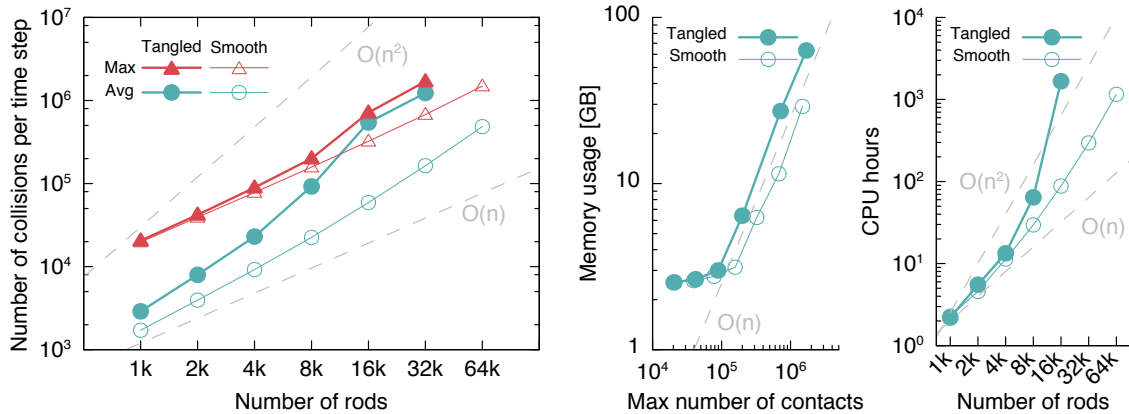 Number of collisions per time step
10⁷
10⁶
10⁵
10⁴
10³
Tangled Smooth
Max
Avg
O(n²)
O(n)
1k 2k 4k 8k 16k 32k 64k
Number of rods
Memory usage [GB]
100
10
1
Tangled
Smooth
O(n)
10⁴ 10⁵ 10⁶
Max number of contacts
CPU hours
10⁴
10³
10²
10¹
10⁰
Tangled
Smooth
O(n²)
O(n)
1k 2k 4k 8k 16k 32k 64k
Number of rods